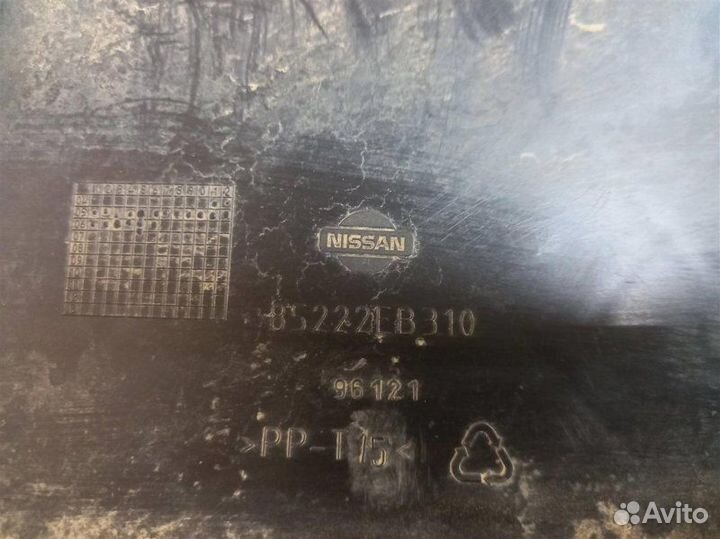 NISSAN
85222EB310
96121
>PP-T15<
Avito